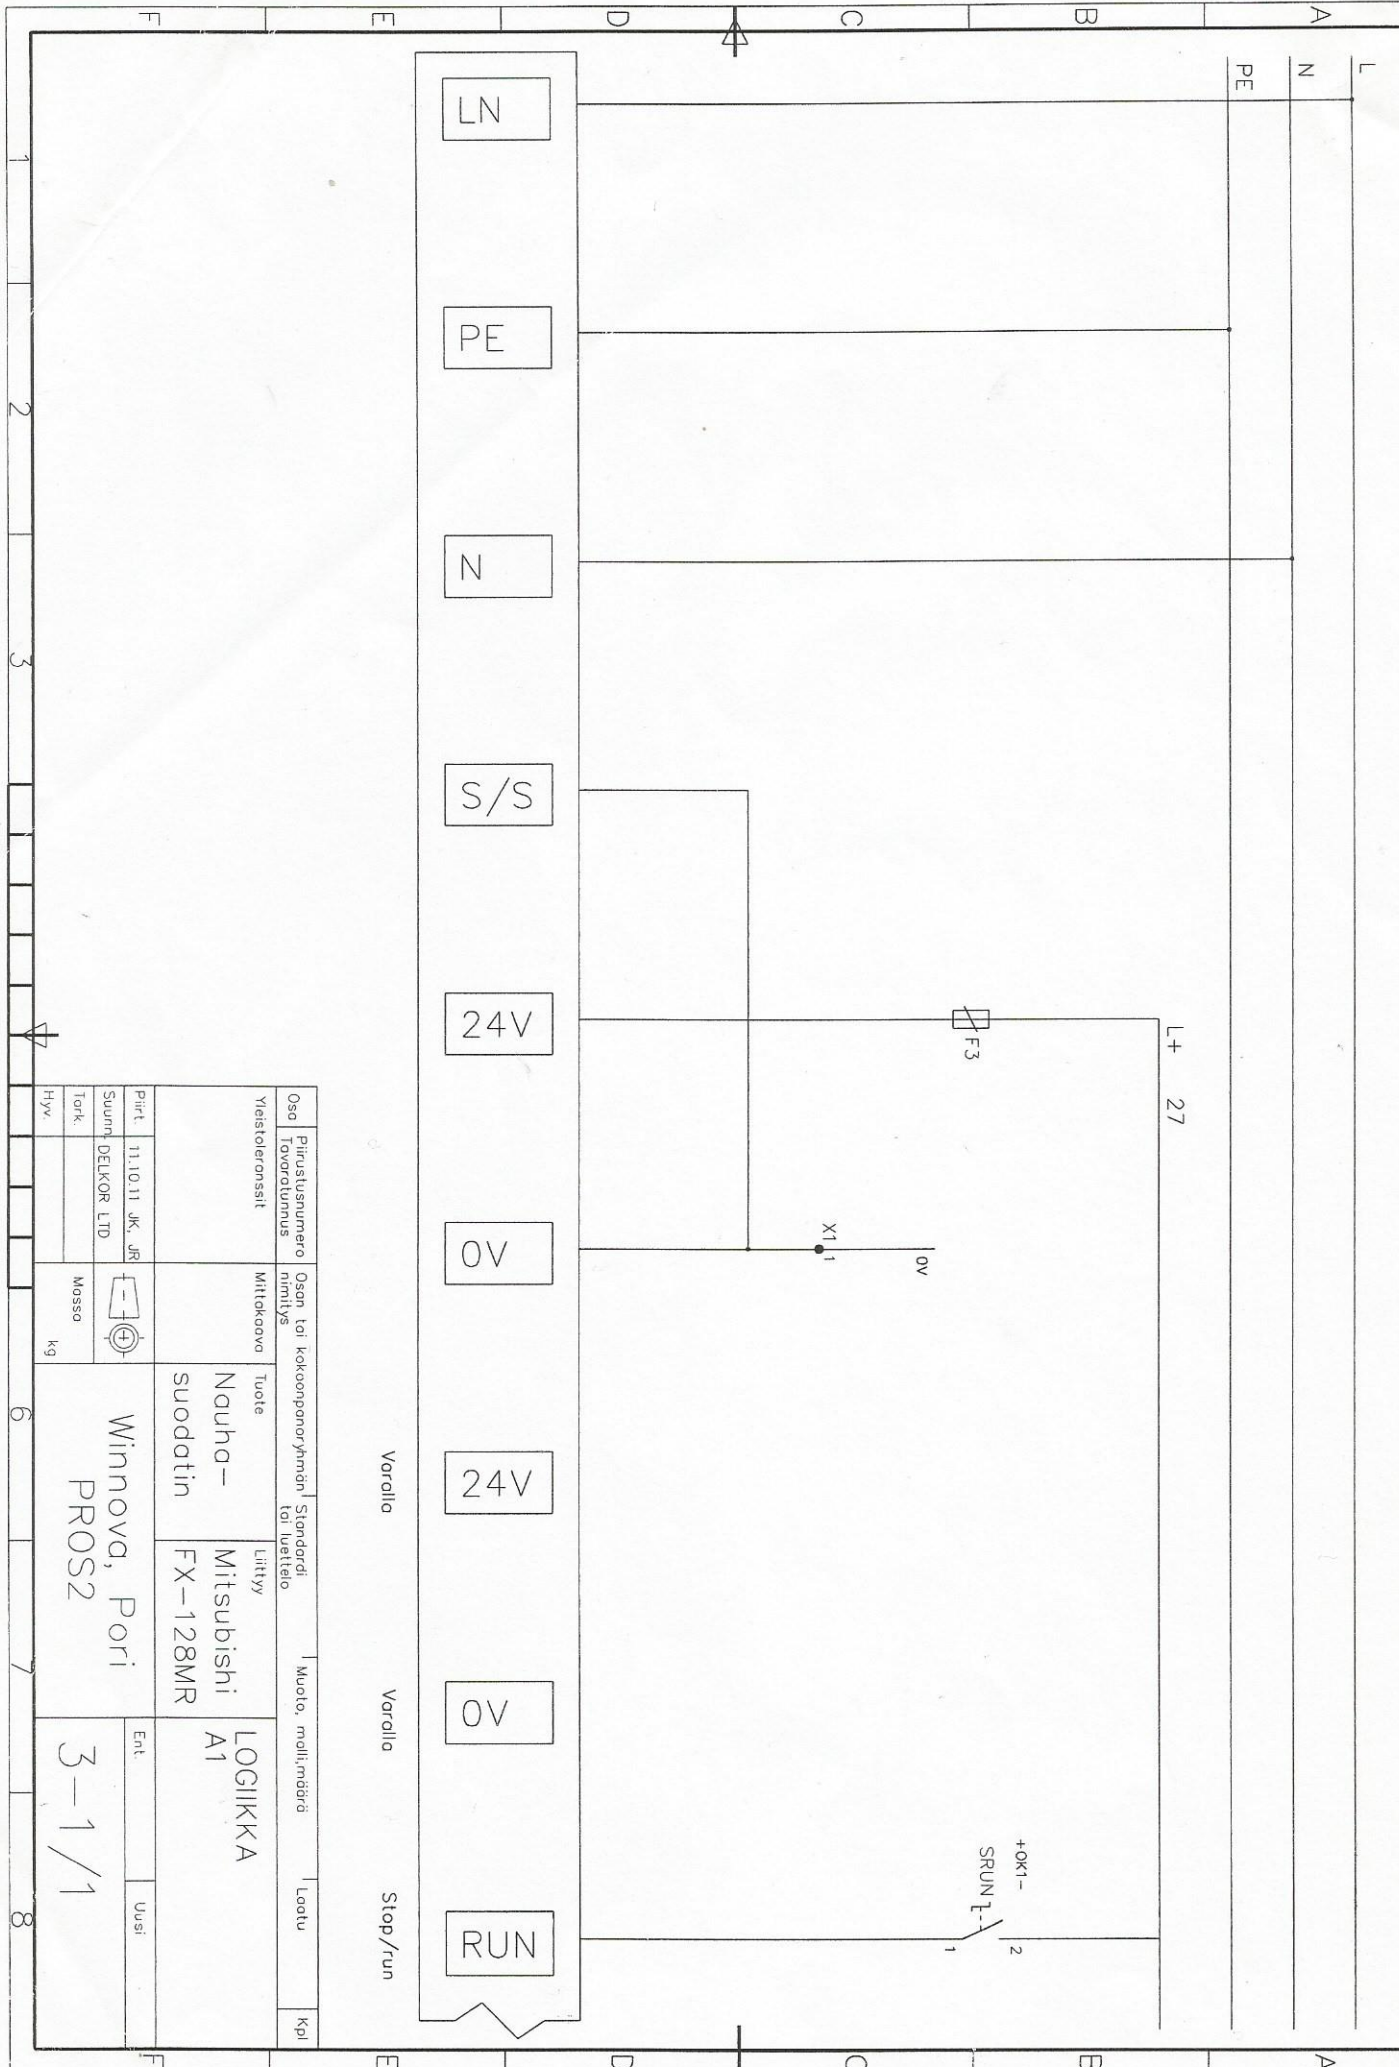 A
B
C
D
E
F
L
N
PE
L+ 27
F3
X1
1
0V
+OK1-
SRUN
1
2
LN
PE
N
S/S
24V
0V
24V
0V
RUN
Varalla
Varalla
Stop/run
Osa
Piirustusnumero
Tavaratunnus
Osan tai kokoonpanoryhmän
nimitys
Standardi
tai luettelo
Muoto, malli,määrä
Laatu
Kpl
Yleistoleranssit
Mittakaava
Tuote
Nauha-
suodatin
Liittyy
Mitsubishi
FX-128MR
LOGIIKKA
A1
Piirt. 11.10.11 JK, JR
Suunn. DELKOR LTD
Tark.
Hyv.
Massa
kg
Winnova, Pori
PROS2
Ent.
Uusi
3-1/1
1
2
3
6
7
8
A
B
C
D
E
F